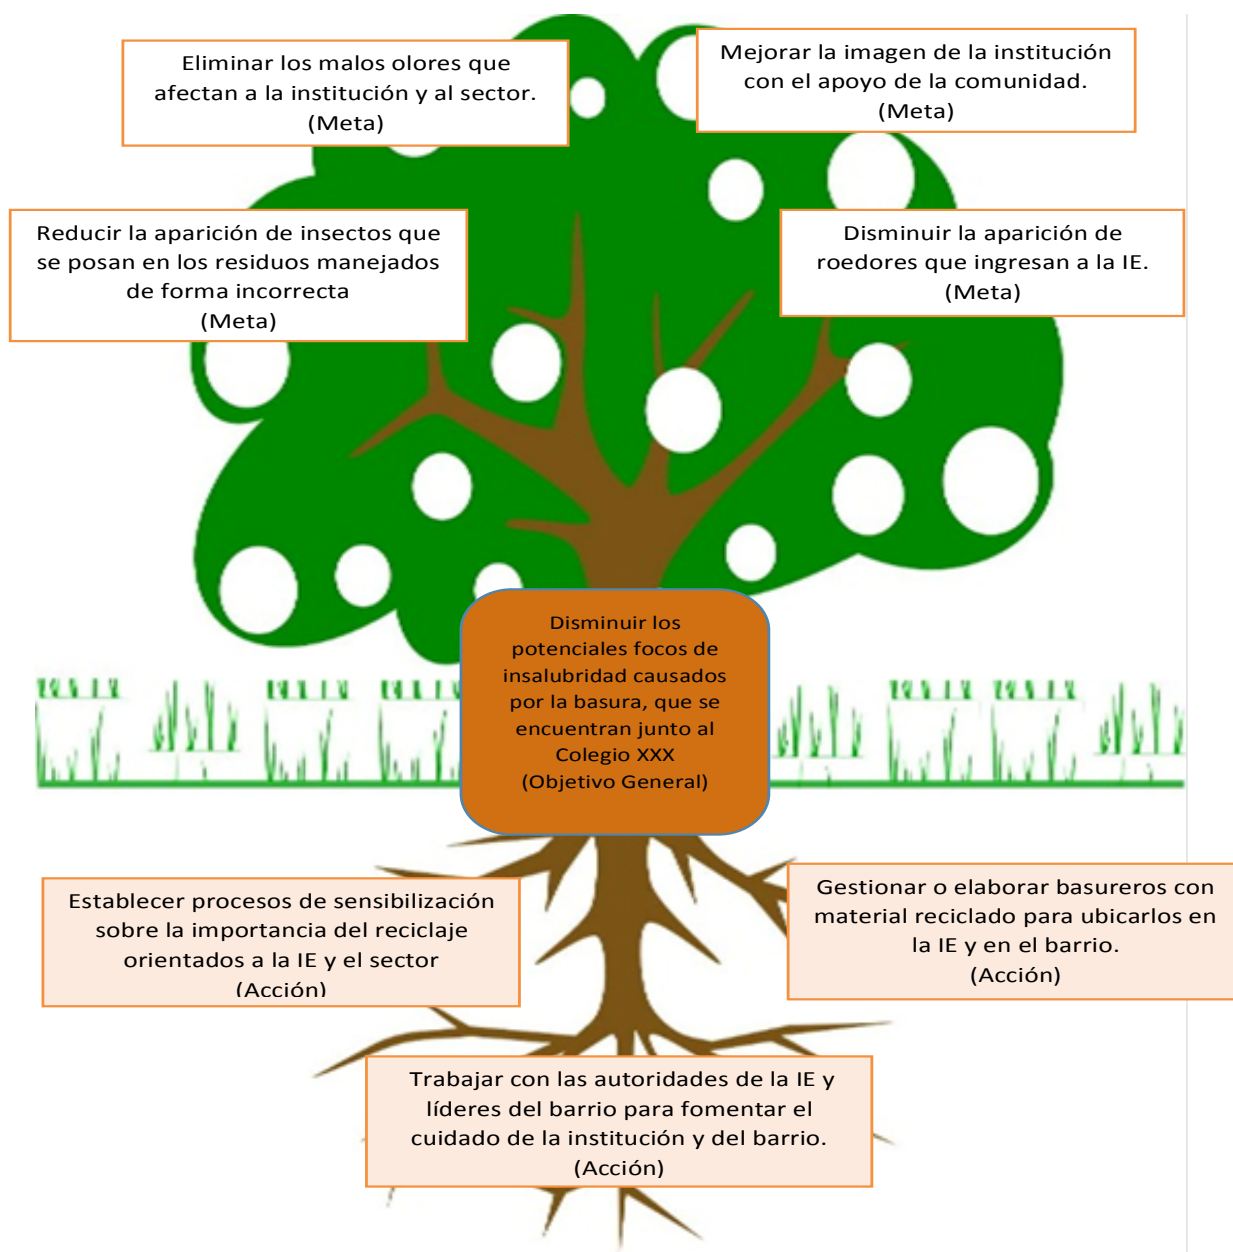 Eliminar los malos olores que
afectan a la institución y al sector.
(Meta)
Mejorar la imagen de la institución
con el apoyo de la comunidad.
(Meta)
Reducir la aparición de insectos que
se posan en los residuos manejados
de forma incorrecta
(Meta)
Disminuir la aparición de
roedores que ingresan a la IE.
(Meta)
Disminuir los
potenciales focos de
insalubridad causados
por la basura, que se
encuentran junto al
Colegio XXX
(Objetivo General)
Establecer procesos de sensibilización
sobre la importancia del reciclaje
orientados a la IE y el sector
(Acción)
Gestionar o elaborar basureros con
material reciclado para ubicarlos en
la IE y en el barrio.
(Acción)
Trabajar con las autoridades de la IE y
líderes del barrio para fomentar el
cuidado de la institución y del barrio.
(Acción)